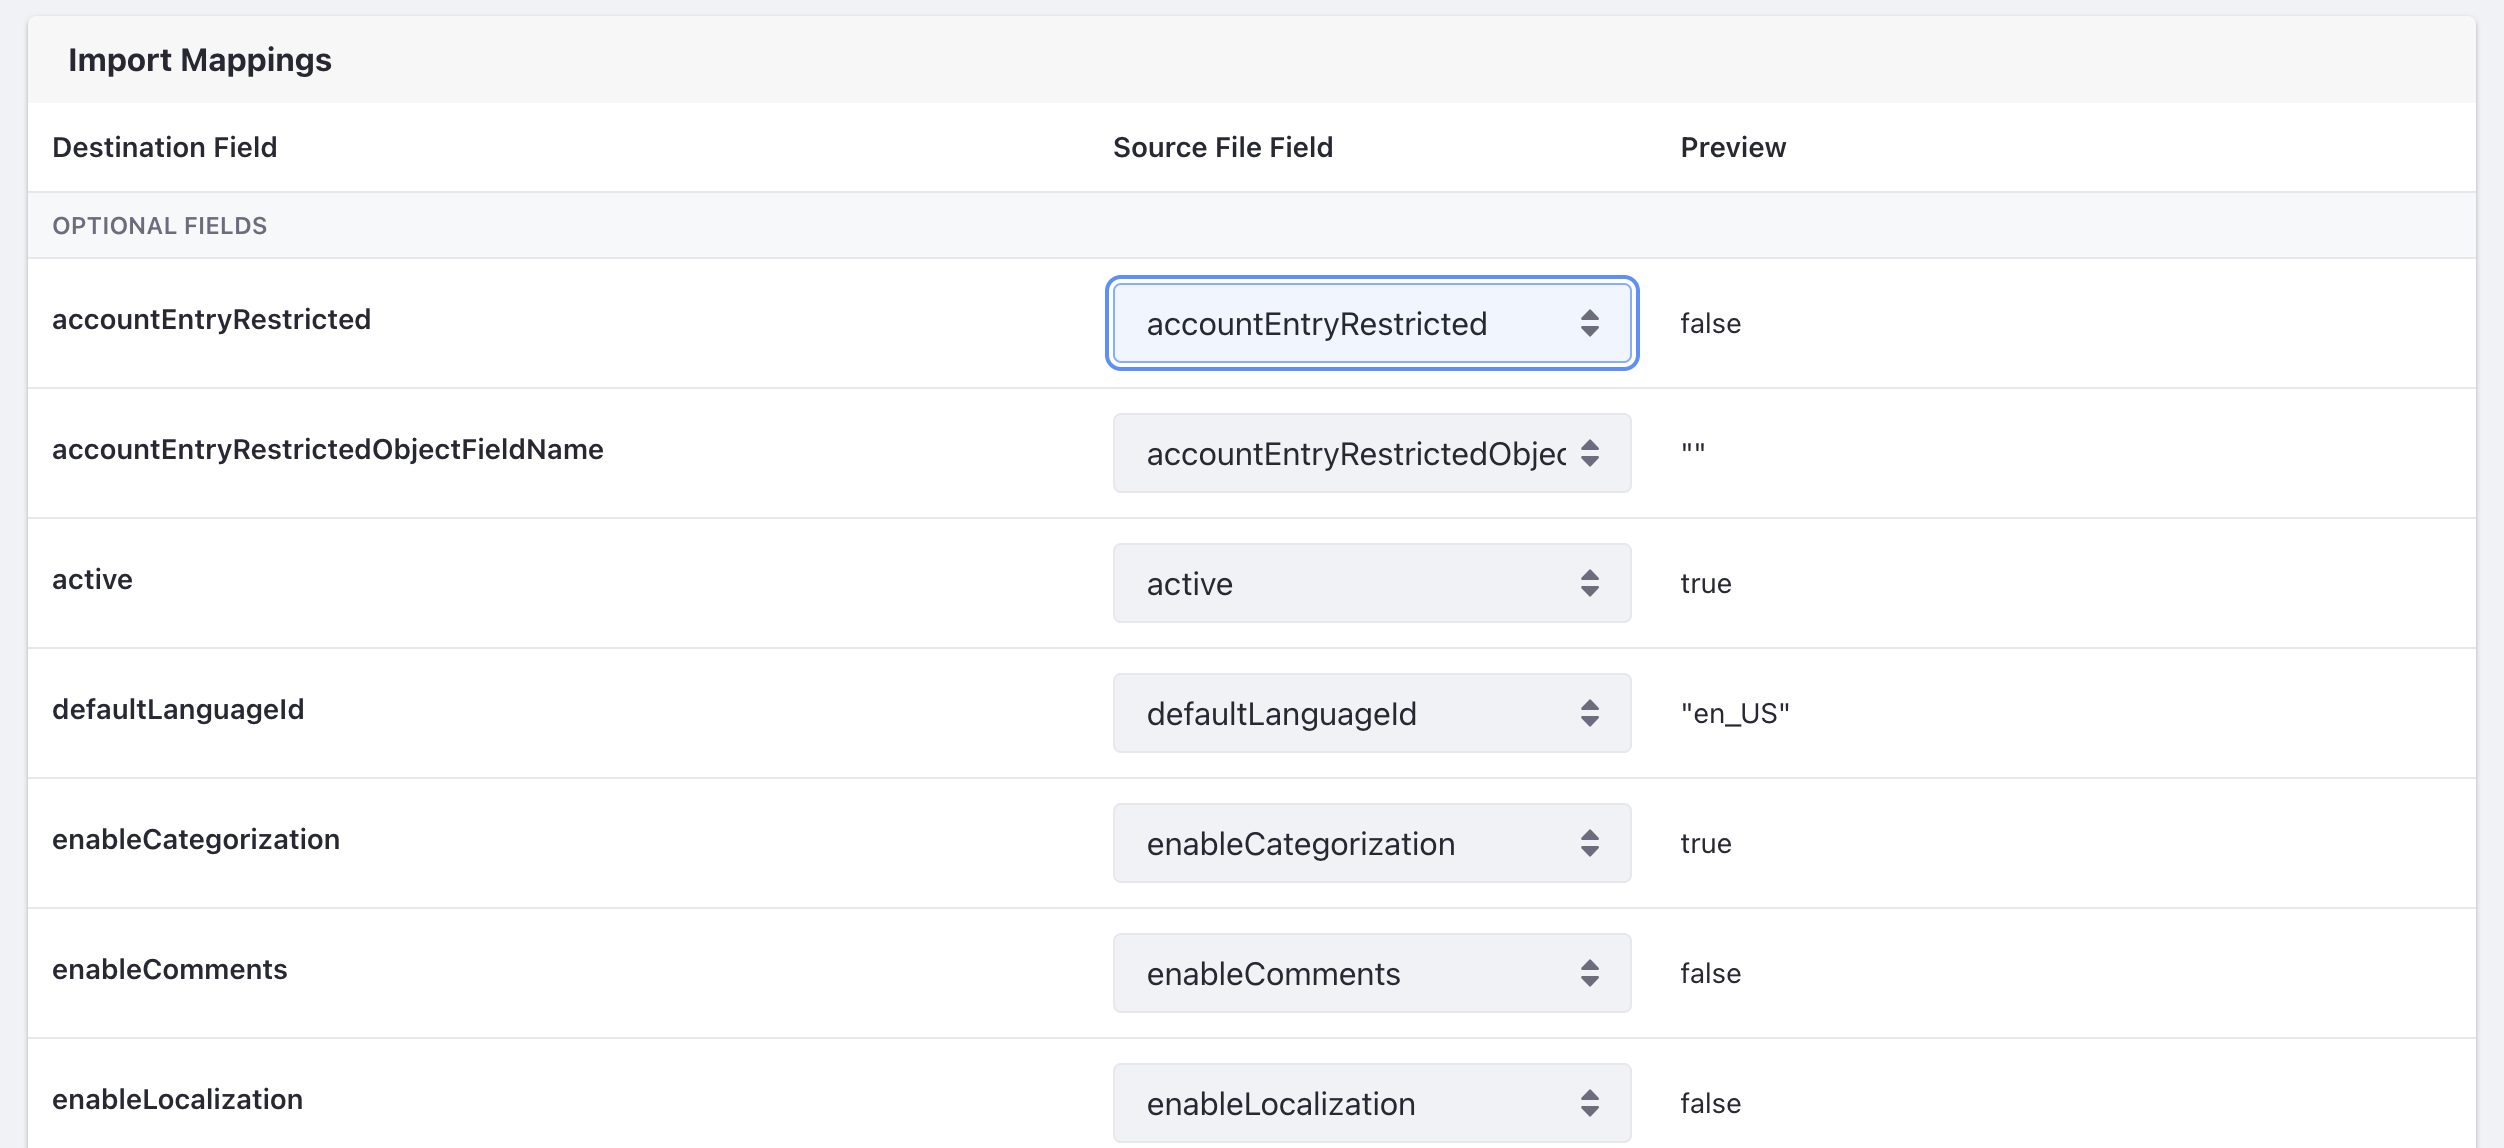 Import Mappings
Destination Field Source File Field Preview
OPTIONAL FIELDS
accountEntryRestricted accountEntryRestricted false
accountEntryRestrictedObjectFieldName accountEntryRestrictedObjec ""
active active true
defaultLanguageId defaultLanguageId "en_US"
enableCategorization enableCategorization true
enableComments enableComments false
enableLocalization enableLocalization false